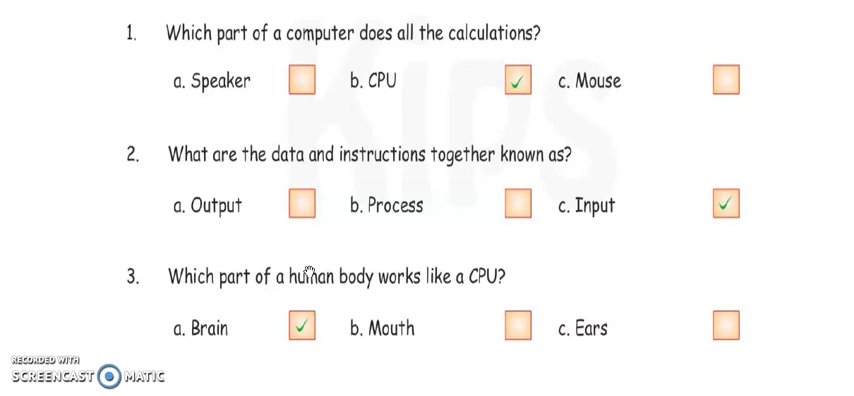 1. Which part of a computer does all the calculations?
a. Speaker b. CPU ✓ c. Mouse
2. What are the data and instructions together known as?
a. Output b. Process c. Input ✓
3. Which part of a human body works like a CPU?
a. Brain ✓ b. Mouth c. Ears
Kips
RECORDED WITH
SCREENCAST MATIC